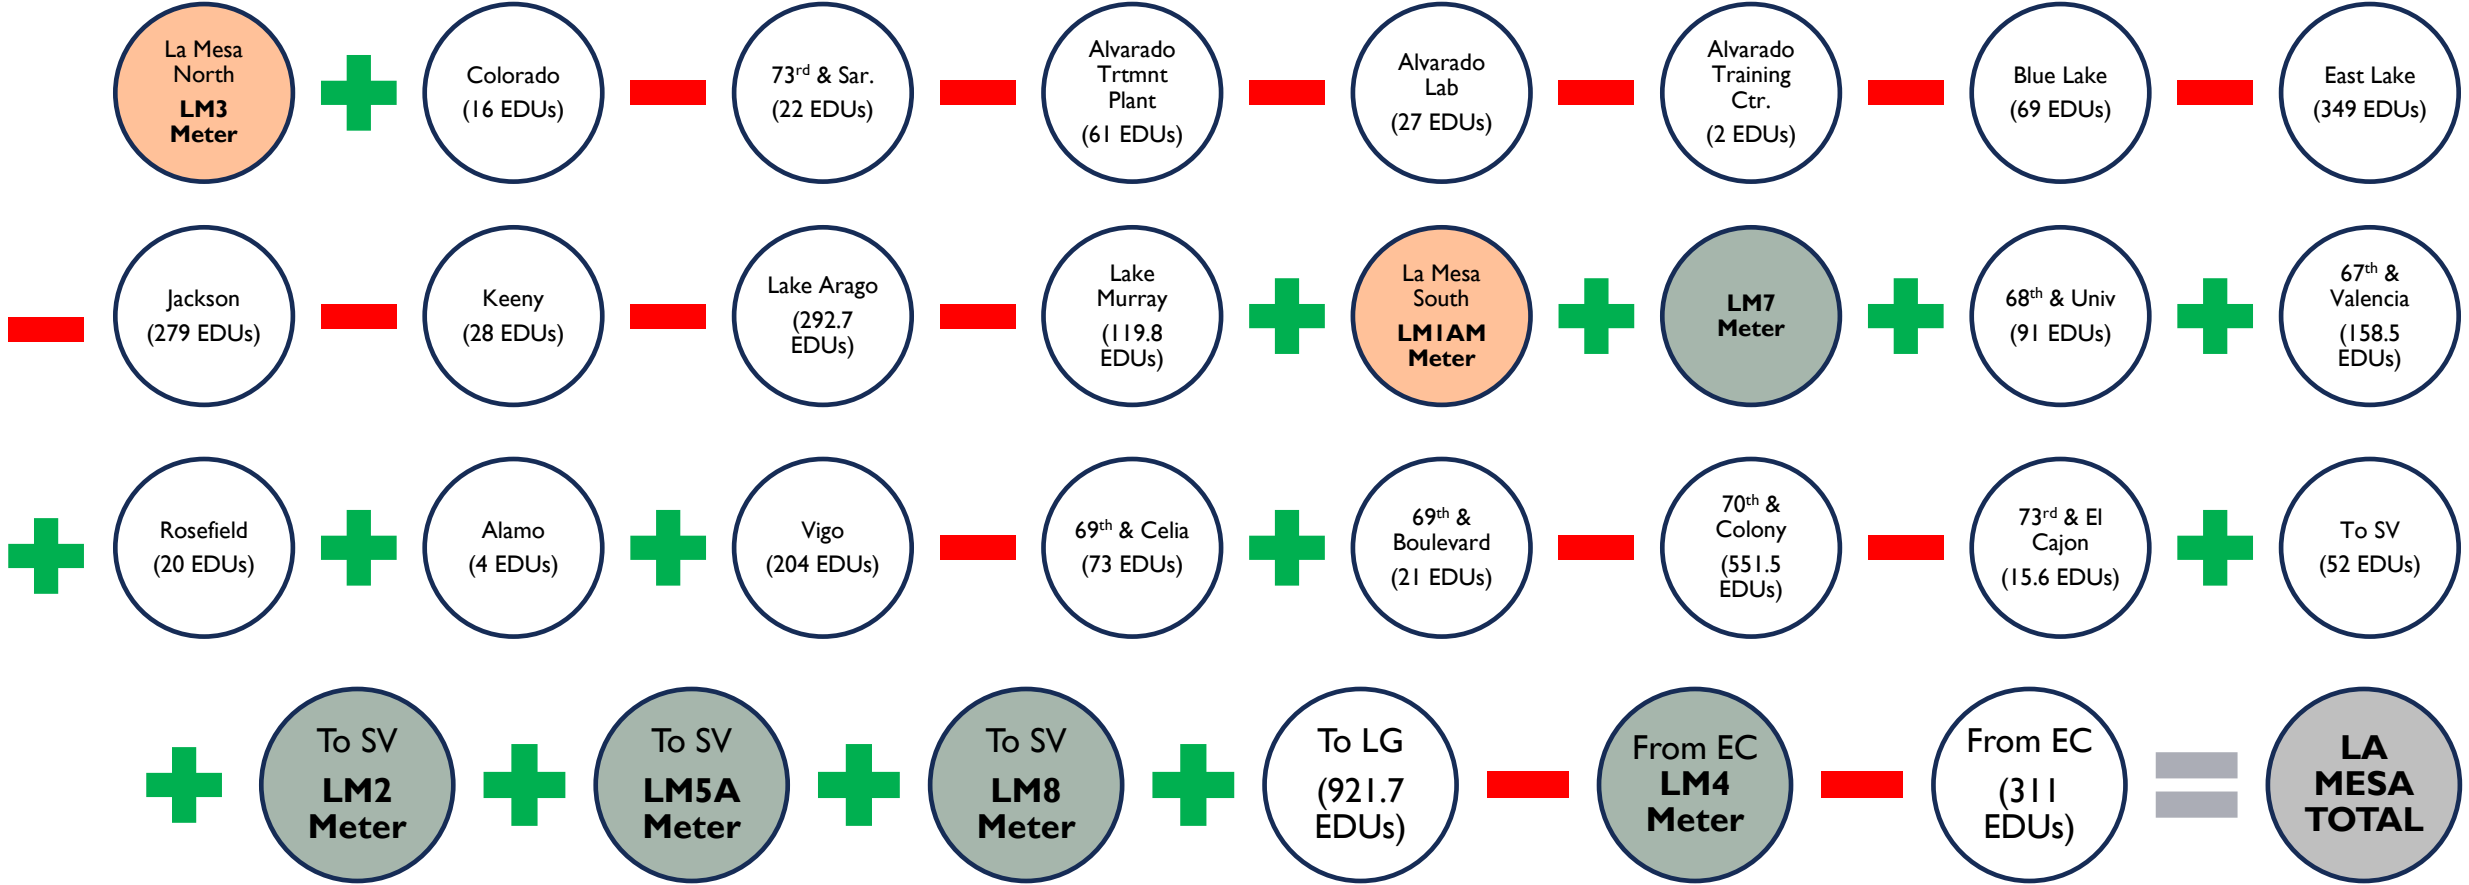 La Mesa
North
LM3
Meter
Colorado
(16 EDUs)
73rd & Sar.
(22 EDUs)
Alvarado
Trtmnt
Plant
(61 EDUs)
Alvarado
Lab
(27 EDUs)
Alvarado
Training
Ctr.
(2 EDUs)
Blue Lake
(69 EDUs)
East Lake
(349 EDUs)
Jackson
(279 EDUs)
Keeny
(28 EDUs)
Lake Arago
(292.7
EDUs)
Lake
Murray
(119.8
EDUs)
La Mesa
South
LM1AM
Meter
LM7
Meter
68th & Univ
(91 EDUs)
67th &
Valencia
(158.5
EDUs)
Rosefield
(20 EDUs)
Alamo
(4 EDUs)
Vigo
(204 EDUs)
69th & Celia
(73 EDUs)
69th &
Boulevard
(21 EDUs)
70th &
Colony
(551.5
EDUs)
73rd & El
Cajon
(15.6 EDUs)
To SV
(52 EDUs)
To SV
LM2
Meter
To SV
LM5A
Meter
To SV
LM8
Meter
To LG
(921.7
EDUs)
From EC
LM4
Meter
From EC
(311
EDUs)
LA
MESA
TOTAL